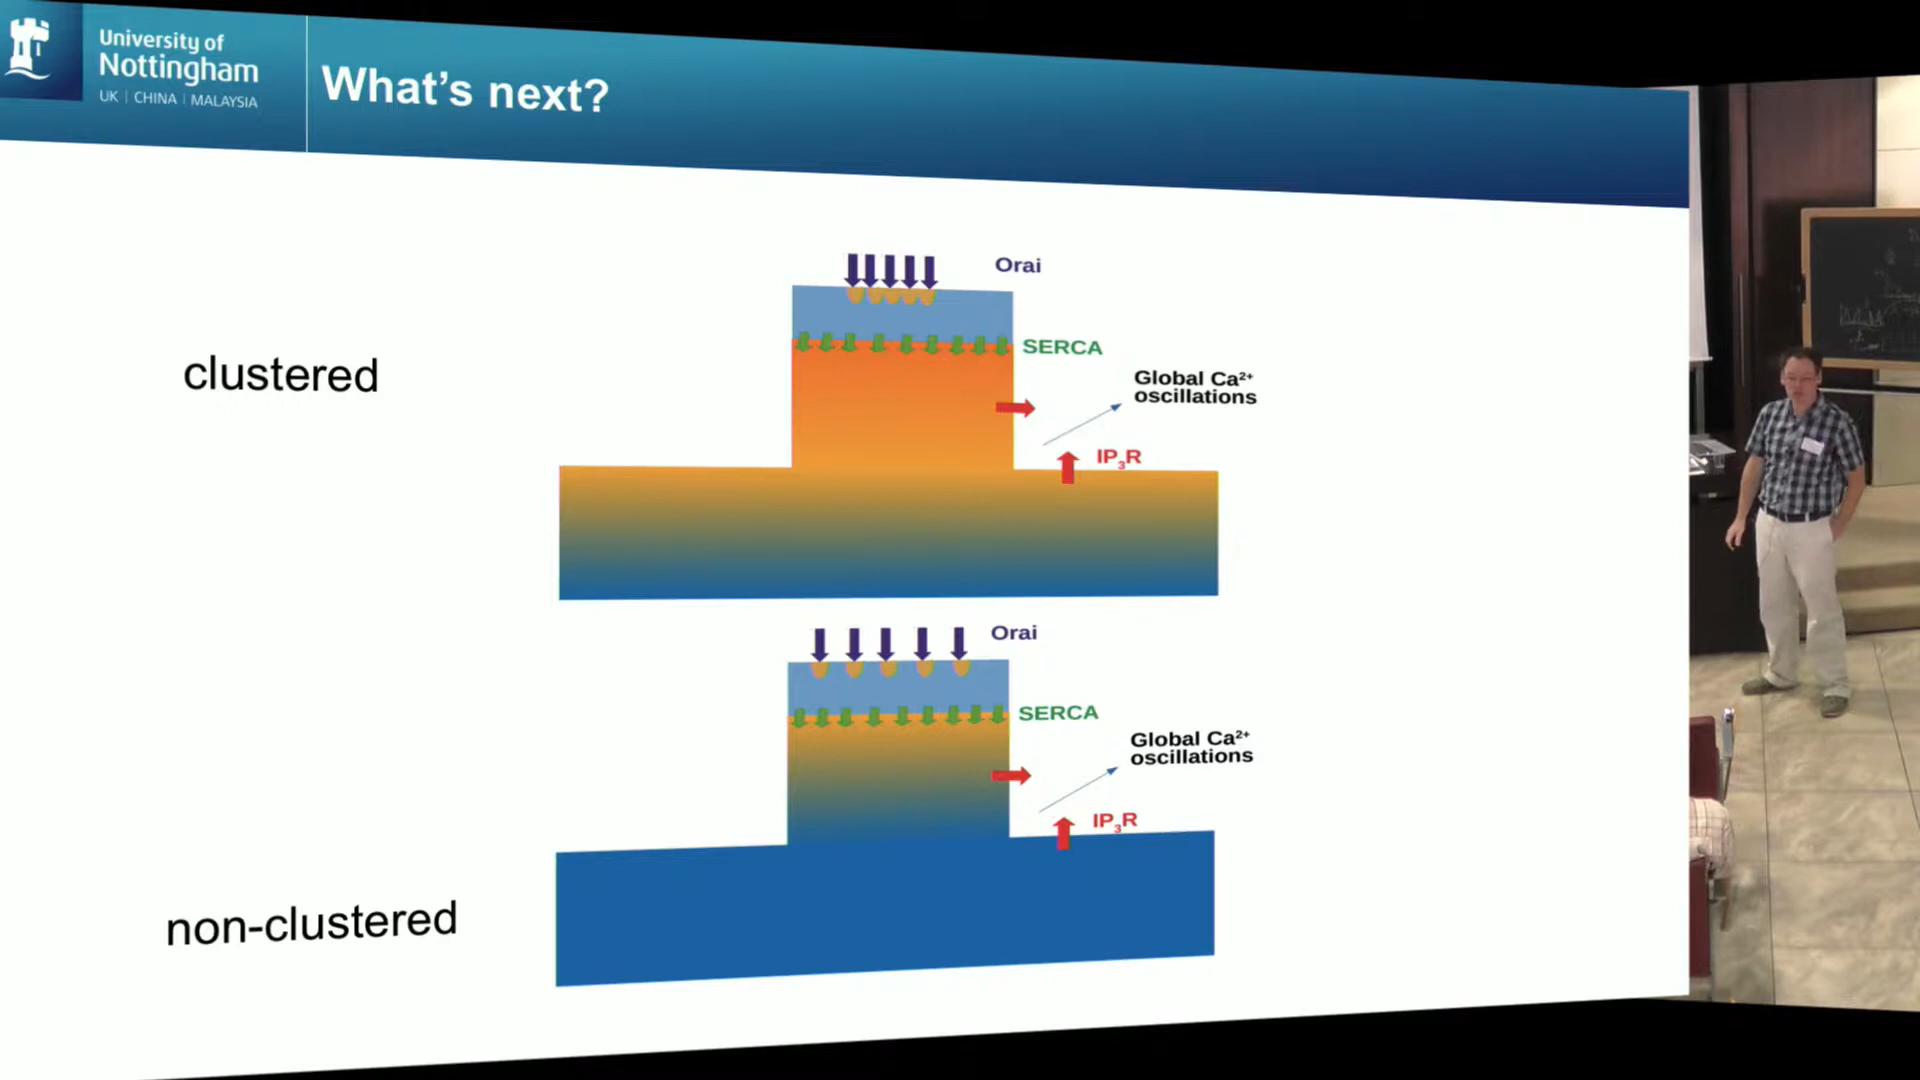 University of
Nottingham
UK | CHINA | MALAYSIA
What's next?
Orai
SERCA
clustered
Global Ca²⁺
oscillations
IP₃R
Orai
SERCA
Global Ca²⁺
oscillations
IP₃R
non-clustered